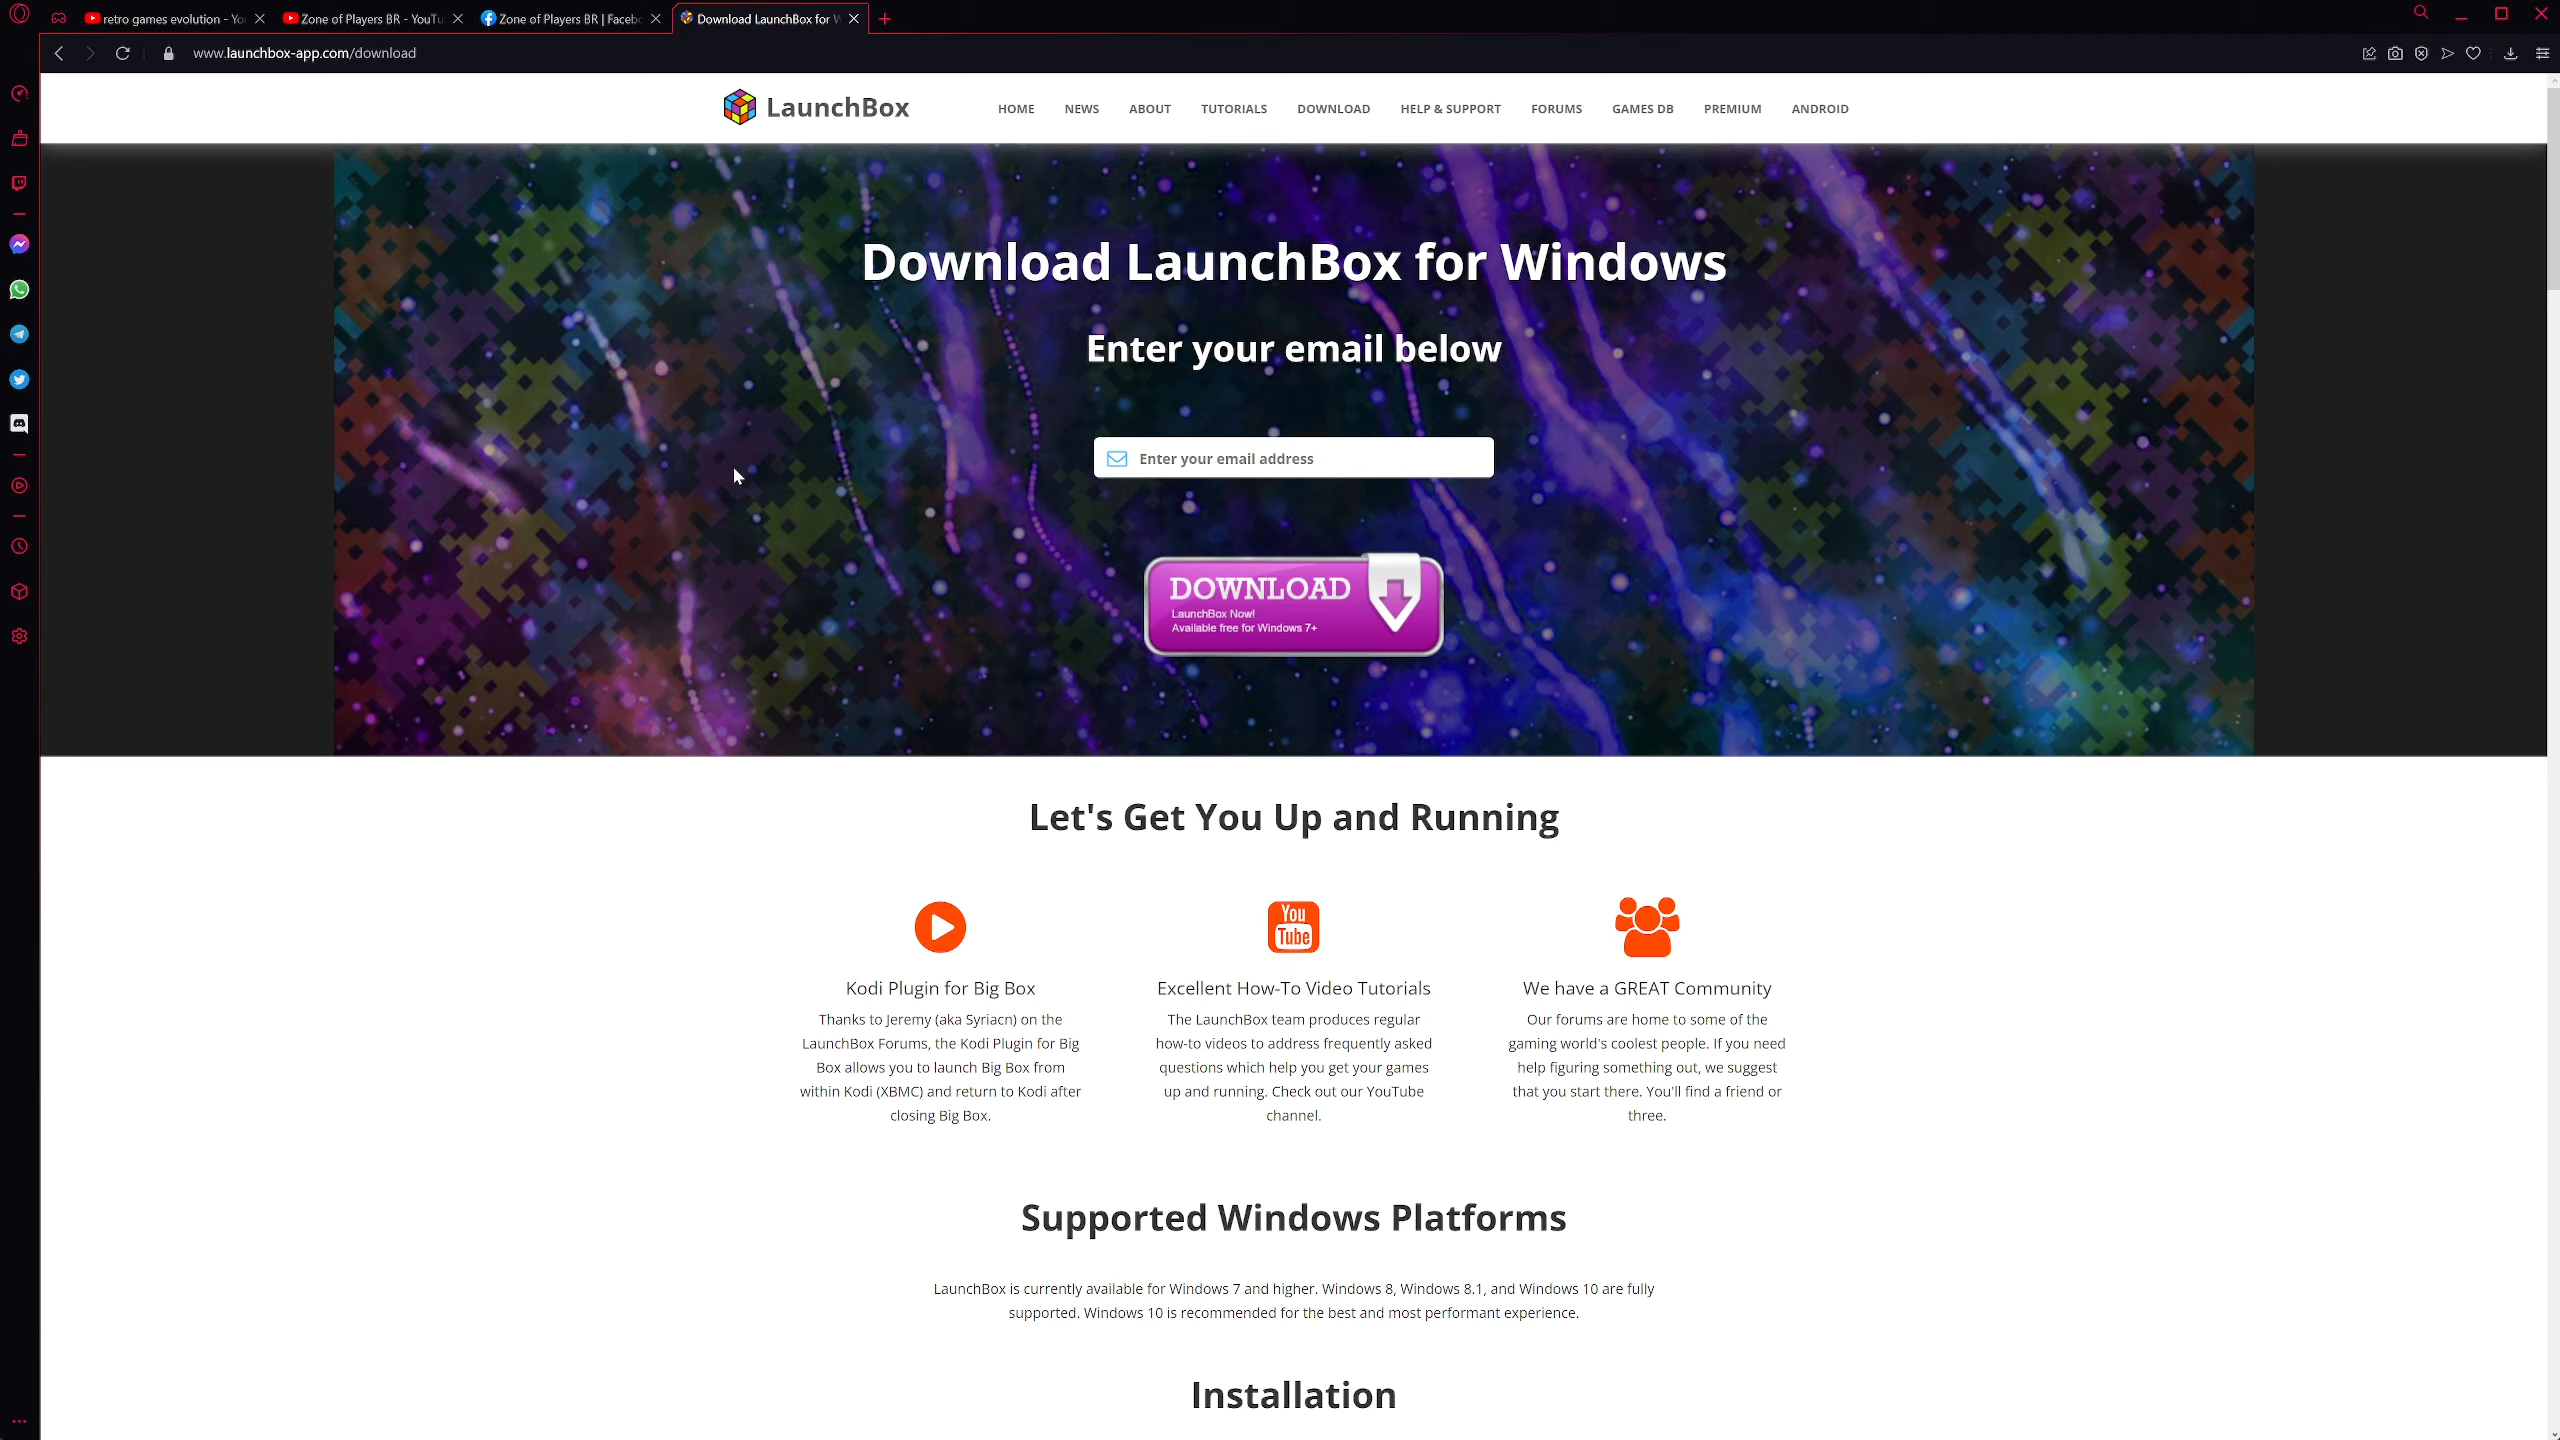 retro games evolution - Yo
Zone of Players BR - YouTu
Zone of Players BR | Facebo
Download LaunchBox for W
www.launchbox-app.com/download
LaunchBox
HOME
NEWS
ABOUT
TUTORIALS
DOWNLOAD
HELP & SUPPORT
FORUMS
GAMES DB
PREMIUM
ANDROID
Download LaunchBox for Windows
Enter your email below
Enter your email address
DOWNLOAD
LaunchBox Now!
Available free for Windows 7+
Let's Get You Up and Running
You
Tube
Kodi Plugin for Big Box
Thanks to Jeremy (aka Syriacn) on the
LaunchBox Forums, the Kodi Plugin for Big
Box allows you to launch Big Box from
within Kodi (XBMC) and return to Kodi after
closing Big Box.
Excellent How-To Video Tutorials
The LaunchBox team produces regular
how-to videos to address frequently asked
questions which help you get your games
up and running. Check out our YouTube
channel.
We have a GREAT Community
Our forums are home to some of the
gaming world's coolest people. If you need
help figuring something out, we suggest
that you start there. You'll find a friend or
three.
Supported Windows Platforms
LaunchBox is currently available for Windows 7 and higher. Windows 8, Windows 8.1, and Windows 10 are fully
supported. Windows 10 is recommended for the best and most performant experience.
Installation